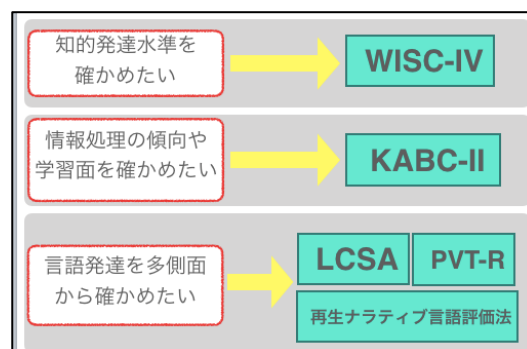 知的発達水準を
確かめたい
WISC-IV
情報処理の傾向や
学習面を確かめたい
KABC-II
言語発達を多側面
から確かめたい
LCSA
PVT-R
再生ナラティブ言語評価法